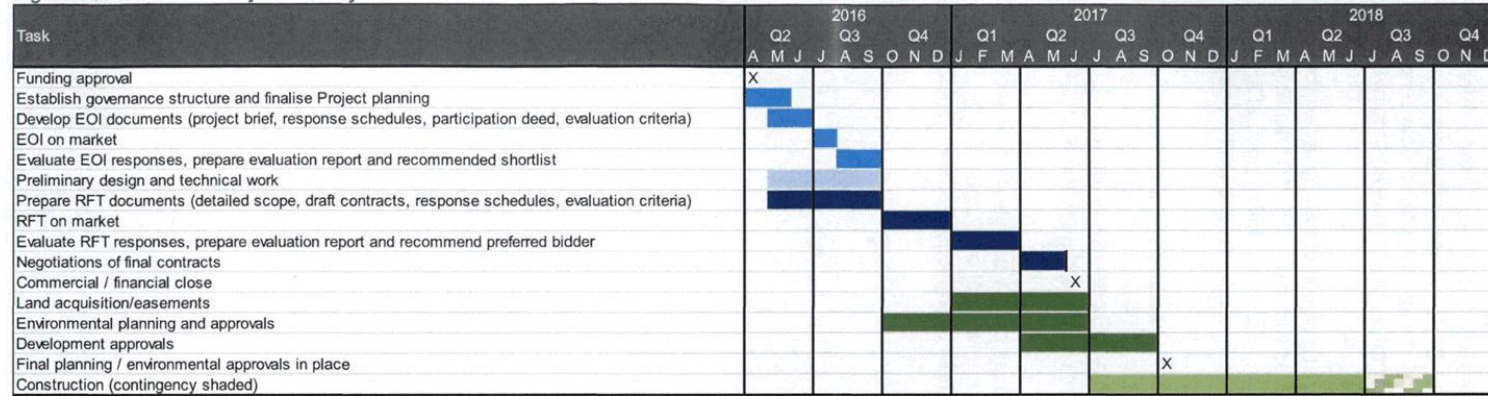 2016 2017 2018
Task Q2 Q3 Q4 Q1 Q2 Q3 Q4 Q1 Q2 Q3 Q4
A M J J A S O N D J F M A M J J A S O N D J F M A M J J A S O N D
Funding approval X
Establish governance structure and finalise Project planning
Develop EOI documents (project brief, response schedules, participation deed, evaluation criteria)
EOI on market
Evaluate EOI responses, prepare evaluation report and recommended shortlist
Preliminary design and technical work
Prepare RFT documents (detailed scope, draft contracts, response schedules, evaluation criteria)
RFT on market
Evaluate RFT responses, prepare evaluation report and recommend preferred bidder
Negotiations of final contracts
Commercial / financial close X
Land acquisition/easements
Environmental planning and approvals
Development approvals
Final planning / environmental approvals in place X
Construction (contingency shaded)